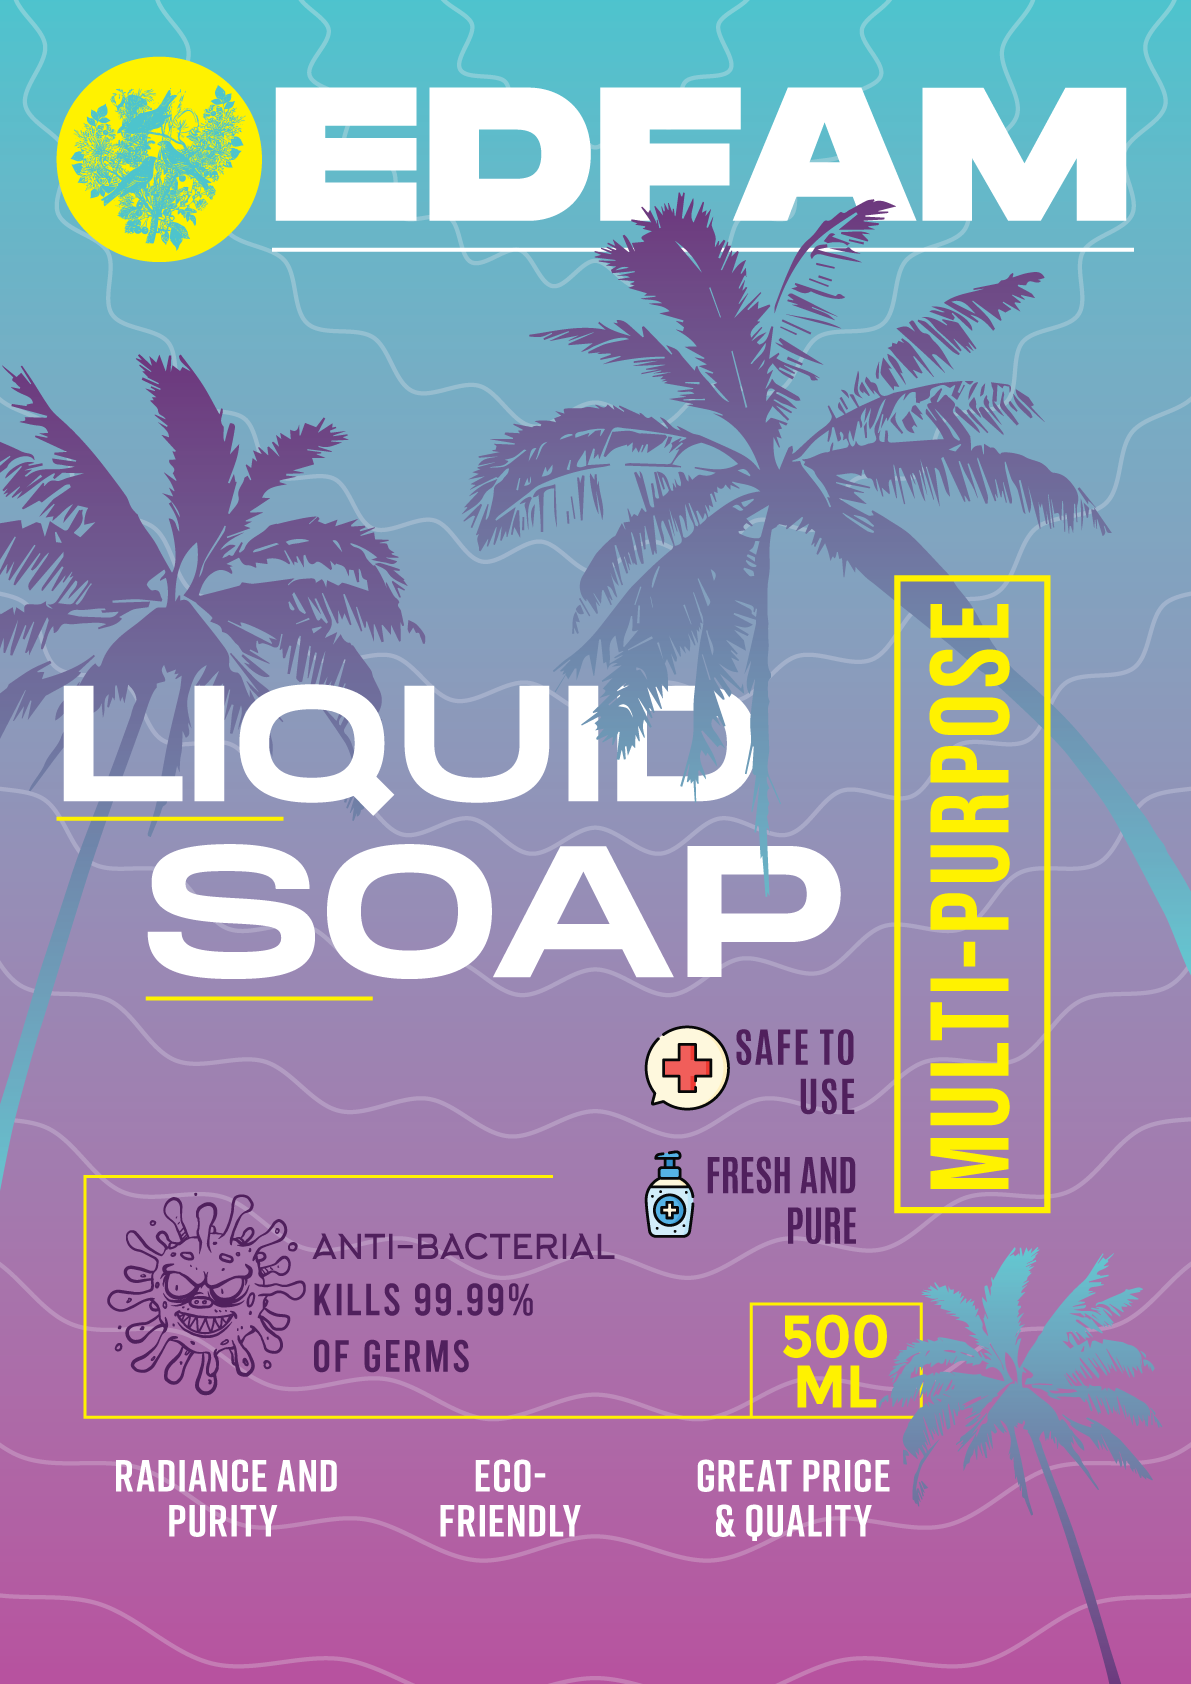 EDFAM
LIQUID
SOAP
MULTI-PURPOSE
SAFE TO
USE
FRESH AND
PURE
ANTI-BACTERIAL
KILLS 99.99%
OF GERMS
500
ML
RADIANCE AND
PURITY
ECO-
FRIENDLY
GREAT PRICE
& QUALITY